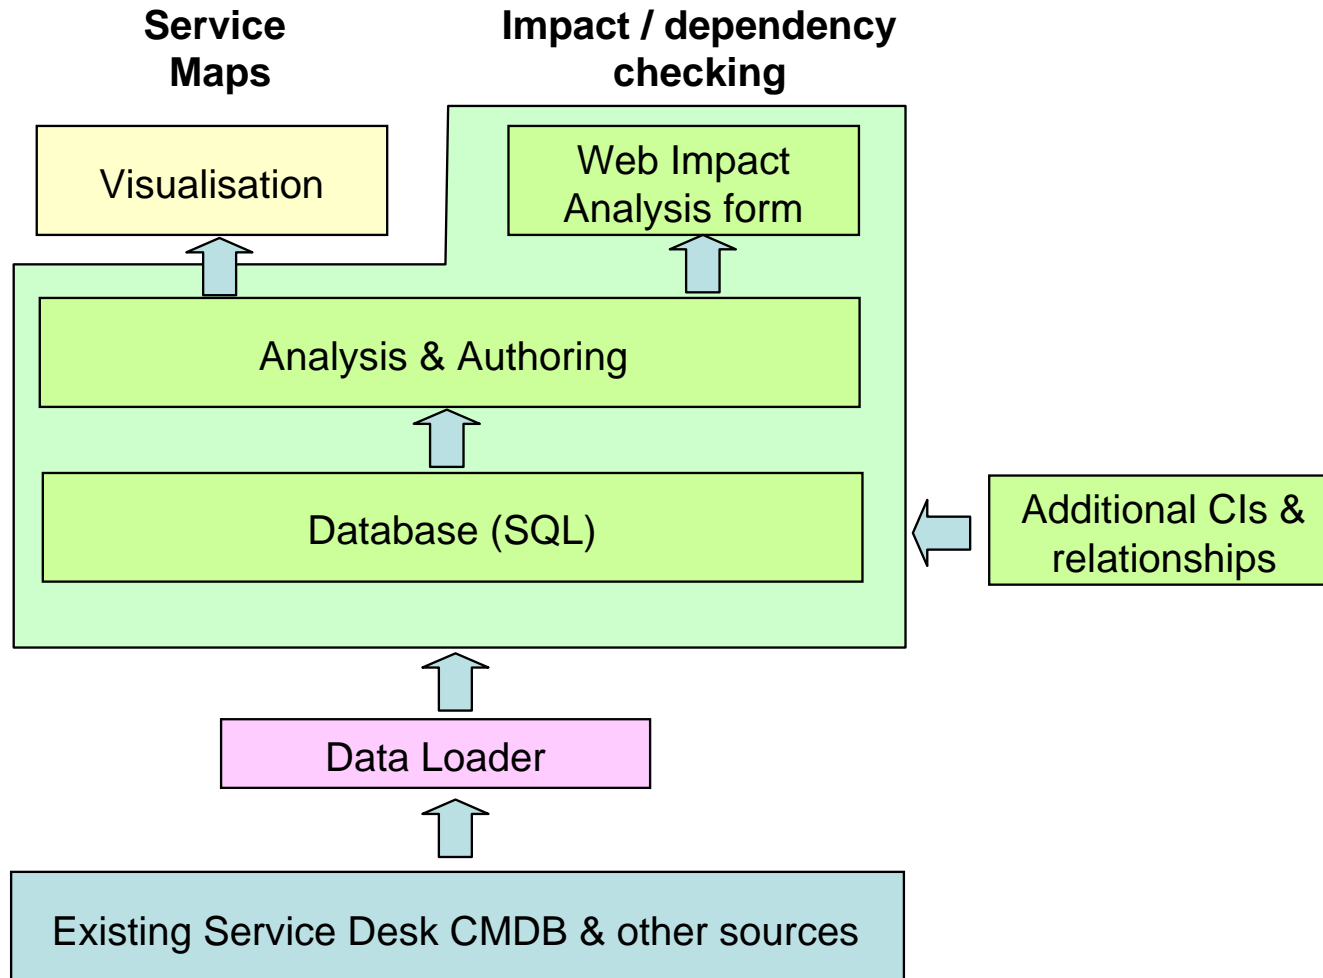 Service
Maps
Impact / dependency
checking
Visualisation
Web Impact
Analysis form
Analysis & Authoring
Database (SQL)
Additional CIs &
relationships
Data Loader
Existing Service Desk CMDB & other sources